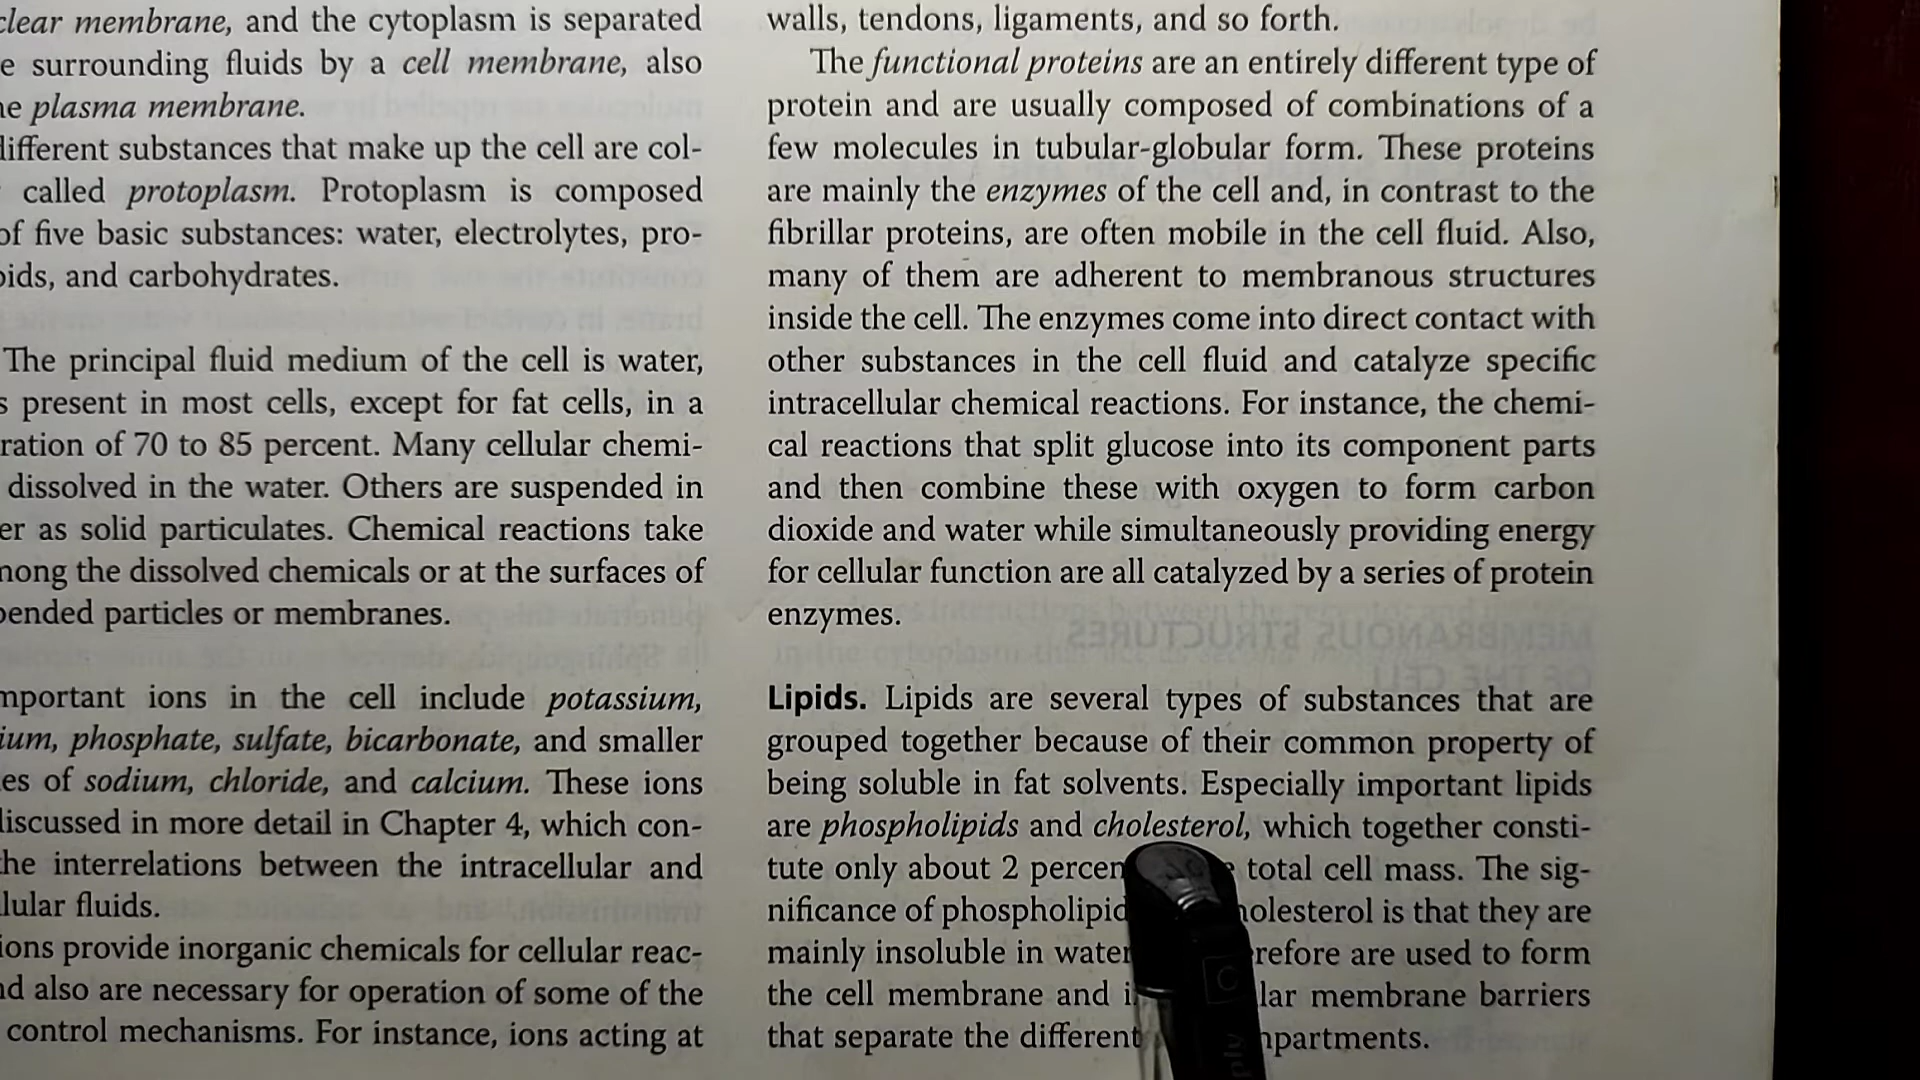 clear membrane, and the cytoplasm is separated
e surrounding fluids by a cell membrane, also
plasma membrane.
different substances that make up the cell are col-
called protoplasm. Protoplasm is composed
of five basic substances: water, electrolytes, pro-
oids, and carbohydrates.
The principal fluid medium of the cell is water,
s present in most cells, except for fat cells, in a
ration of 70 to 85 percent. Many cellular chemi-
dissolved in the water. Others are suspended in
er as solid particulates. Chemical reactions take
mong the dissolved chemicals or at the surfaces of
pended particles or membranes.
mportant ions in the cell include potassium,
ium, phosphate, sulfate, bicarbonate, and smaller
es of sodium, chloride, and calcium. These ions
discussed in more detail in Chapter 4, which con-
the interrelations between the intracellular and
lular fluids.
ions provide inorganic chemicals for cellular reac-
nd also are necessary for operation of some of the
control mechanisms. For instance, ions acting at
walls, tendons, ligaments, and so forth.
The functional proteins are an entirely different type of
protein and are usually composed of combinations of a
few molecules in tubular-globular form. These proteins
are mainly the enzymes of the cell and, in contrast to the
fibrillar proteins, are often mobile in the cell fluid. Also,
many of them are adherent to membranous structures
inside the cell. The enzymes come into direct contact with
other substances in the cell fluid and catalyze specific
intracellular chemical reactions. For instance, the chemi-
cal reactions that split glucose into its component parts
and then combine these with oxygen to form carbon
dioxide and water while simultaneously providing energy
for cellular function are all catalyzed by a series of protein
enzymes.
Lipids. Lipids are several types of substances that are
grouped together because of their common property of
being soluble in fat solvents. Especially important lipids
are phospholipids and cholesterol, which together consti-
tute only about 2 percen total cell mass. The sig-
nificance of phospholipid holesterol is that they are
mainly insoluble in water refore are used to form
the cell membrane and i lar membrane barriers
that separate the different partments.